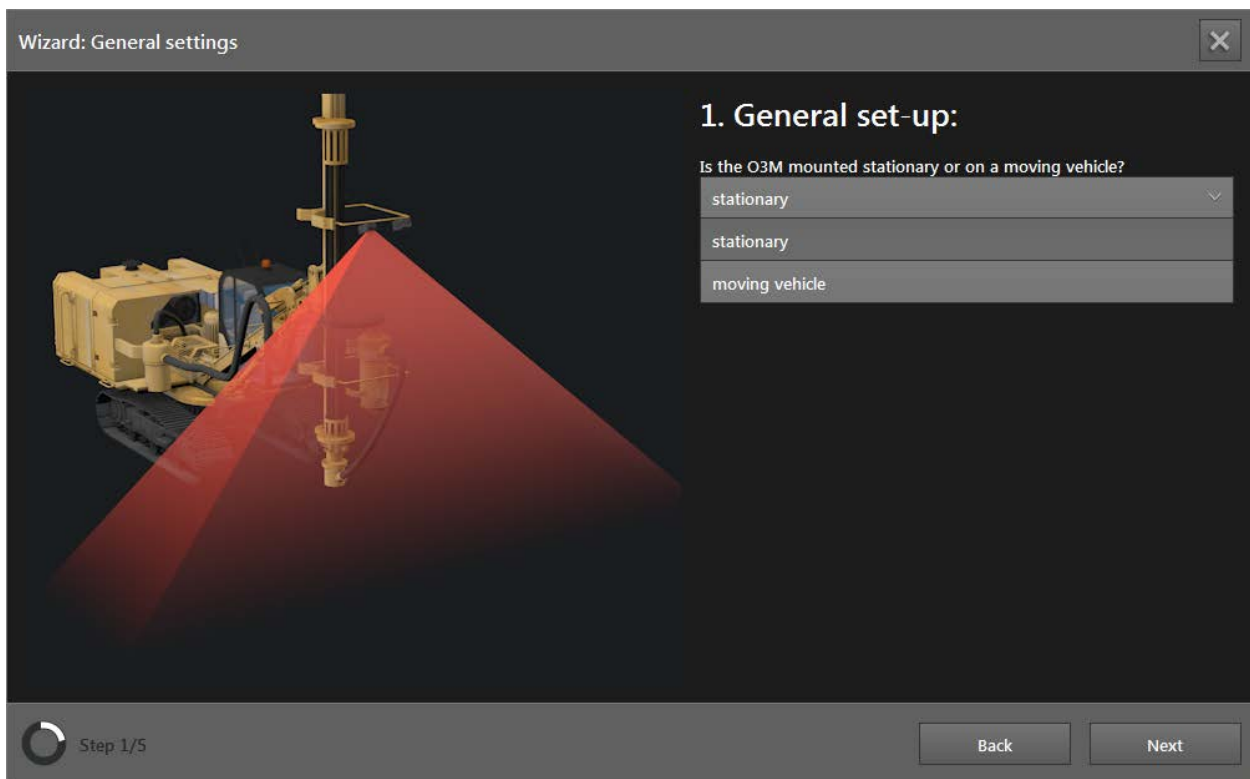 Wizard: General settings
1. General set-up:
Is the O3M mounted stationary or on a moving vehicle?
stationary
stationary
moving vehicle
Step 1/5
Back
Next